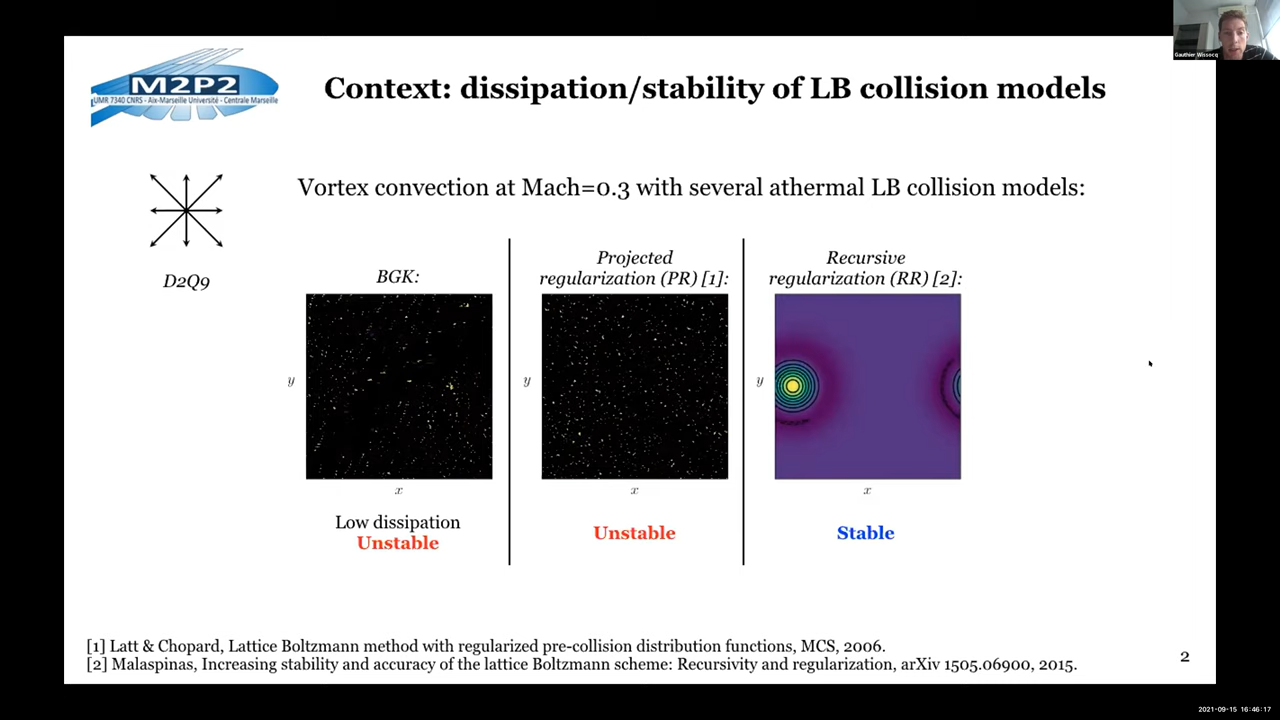 Gauthier Wissocq
M2P2
UMR 7340 CNRS - Aix-Marseille Université - Centrale Marseille
Context: dissipation/stability of LB collision models
Vortex convection at Mach=0.3 with several athermal LB collision models:
D2Q9
BGK:
y
x
Low dissipation
Unstable
Projected
regularization (PR) [1]:
y
x
Unstable
Recursive
regularization (RR) [2]:
y
x
Stable
[1] Latt & Chopard, Lattice Boltzmann method with regularized pre-collision distribution functions, MCS, 2006.
[2] Malaspinas, Increasing stability and accuracy of the lattice Boltzmann scheme: Recursivity and regularization, arXiv 1505.06900, 2015.
2
2021-09-15 16:46:17